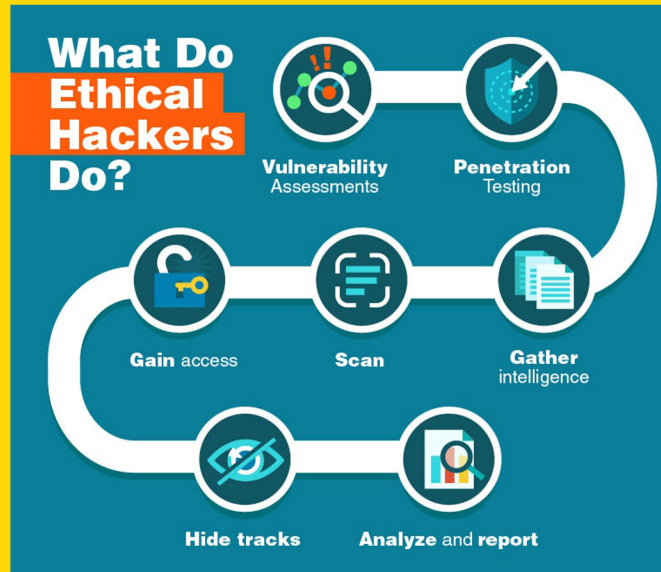 What Do
Ethical
Hackers
Do?
Vulnerability
Assessments
Penetration
Testing
Gather
intelligence
Scan
Gain access
Hide tracks
Analyze and report